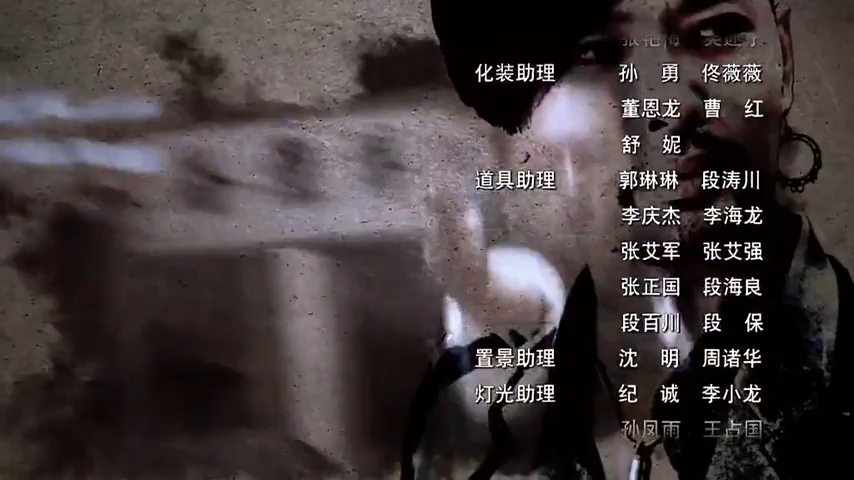 化装助理 孙 勇 佟薇薇
董恩龙 曹 红
舒 妮
道具助理 郭琳琳 段涛川
李庆杰 李海龙
张艾军 张艾强
张正国 段海良
段百川 段 保
置景助理 沈 明 周诸华
灯光助理 纪 诚 李小龙
孙凤雨 王占国